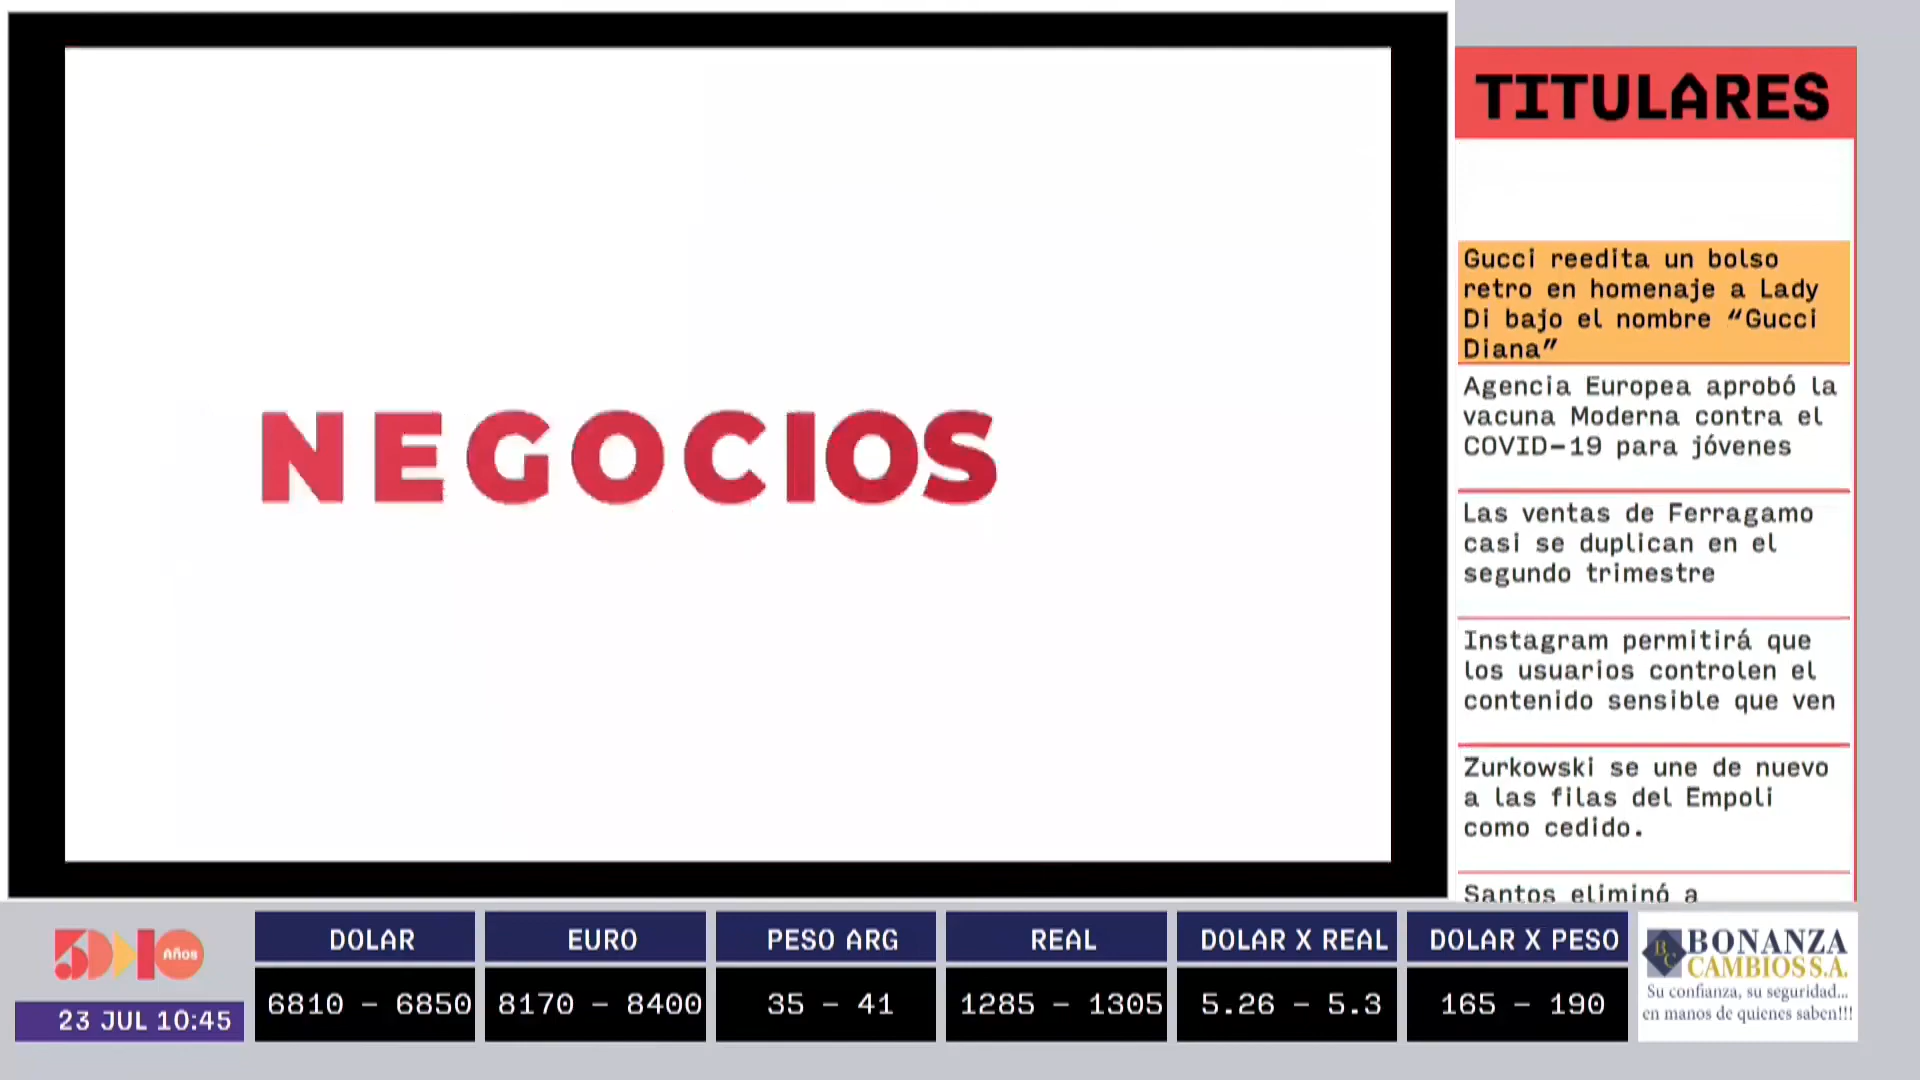 NEGOCIOS
TITULARES
Gucci reedita un bolso
retro en homenaje a Lady
Di bajo el nombre “Gucci
Diana”
Agencia Europea aprobó la
vacuna Moderna contra el
COVID-19 para jóvenes
Las ventas de Ferragamo
casi se duplican en el
segundo trimestre
Instagram permitirá que
los usuarios controlen el
contenido sensible que ven
Zurkowski se une de nuevo
a las filas del Empoli
como cedido.
Santos eliminó a
5D 10 Años
23 JUL 10:45
DOLAR
6810 - 6850
EURO
8170 - 8400
PESO ARG
35 - 41
REAL
1285 - 1305
DOLAR X REAL
5.26 - 5.3
DOLAR X PESO
165 - 190
BC BONANZA
CAMBIOS S.A.
Su confianza, su seguridad...
en manos de quienes saben!!!